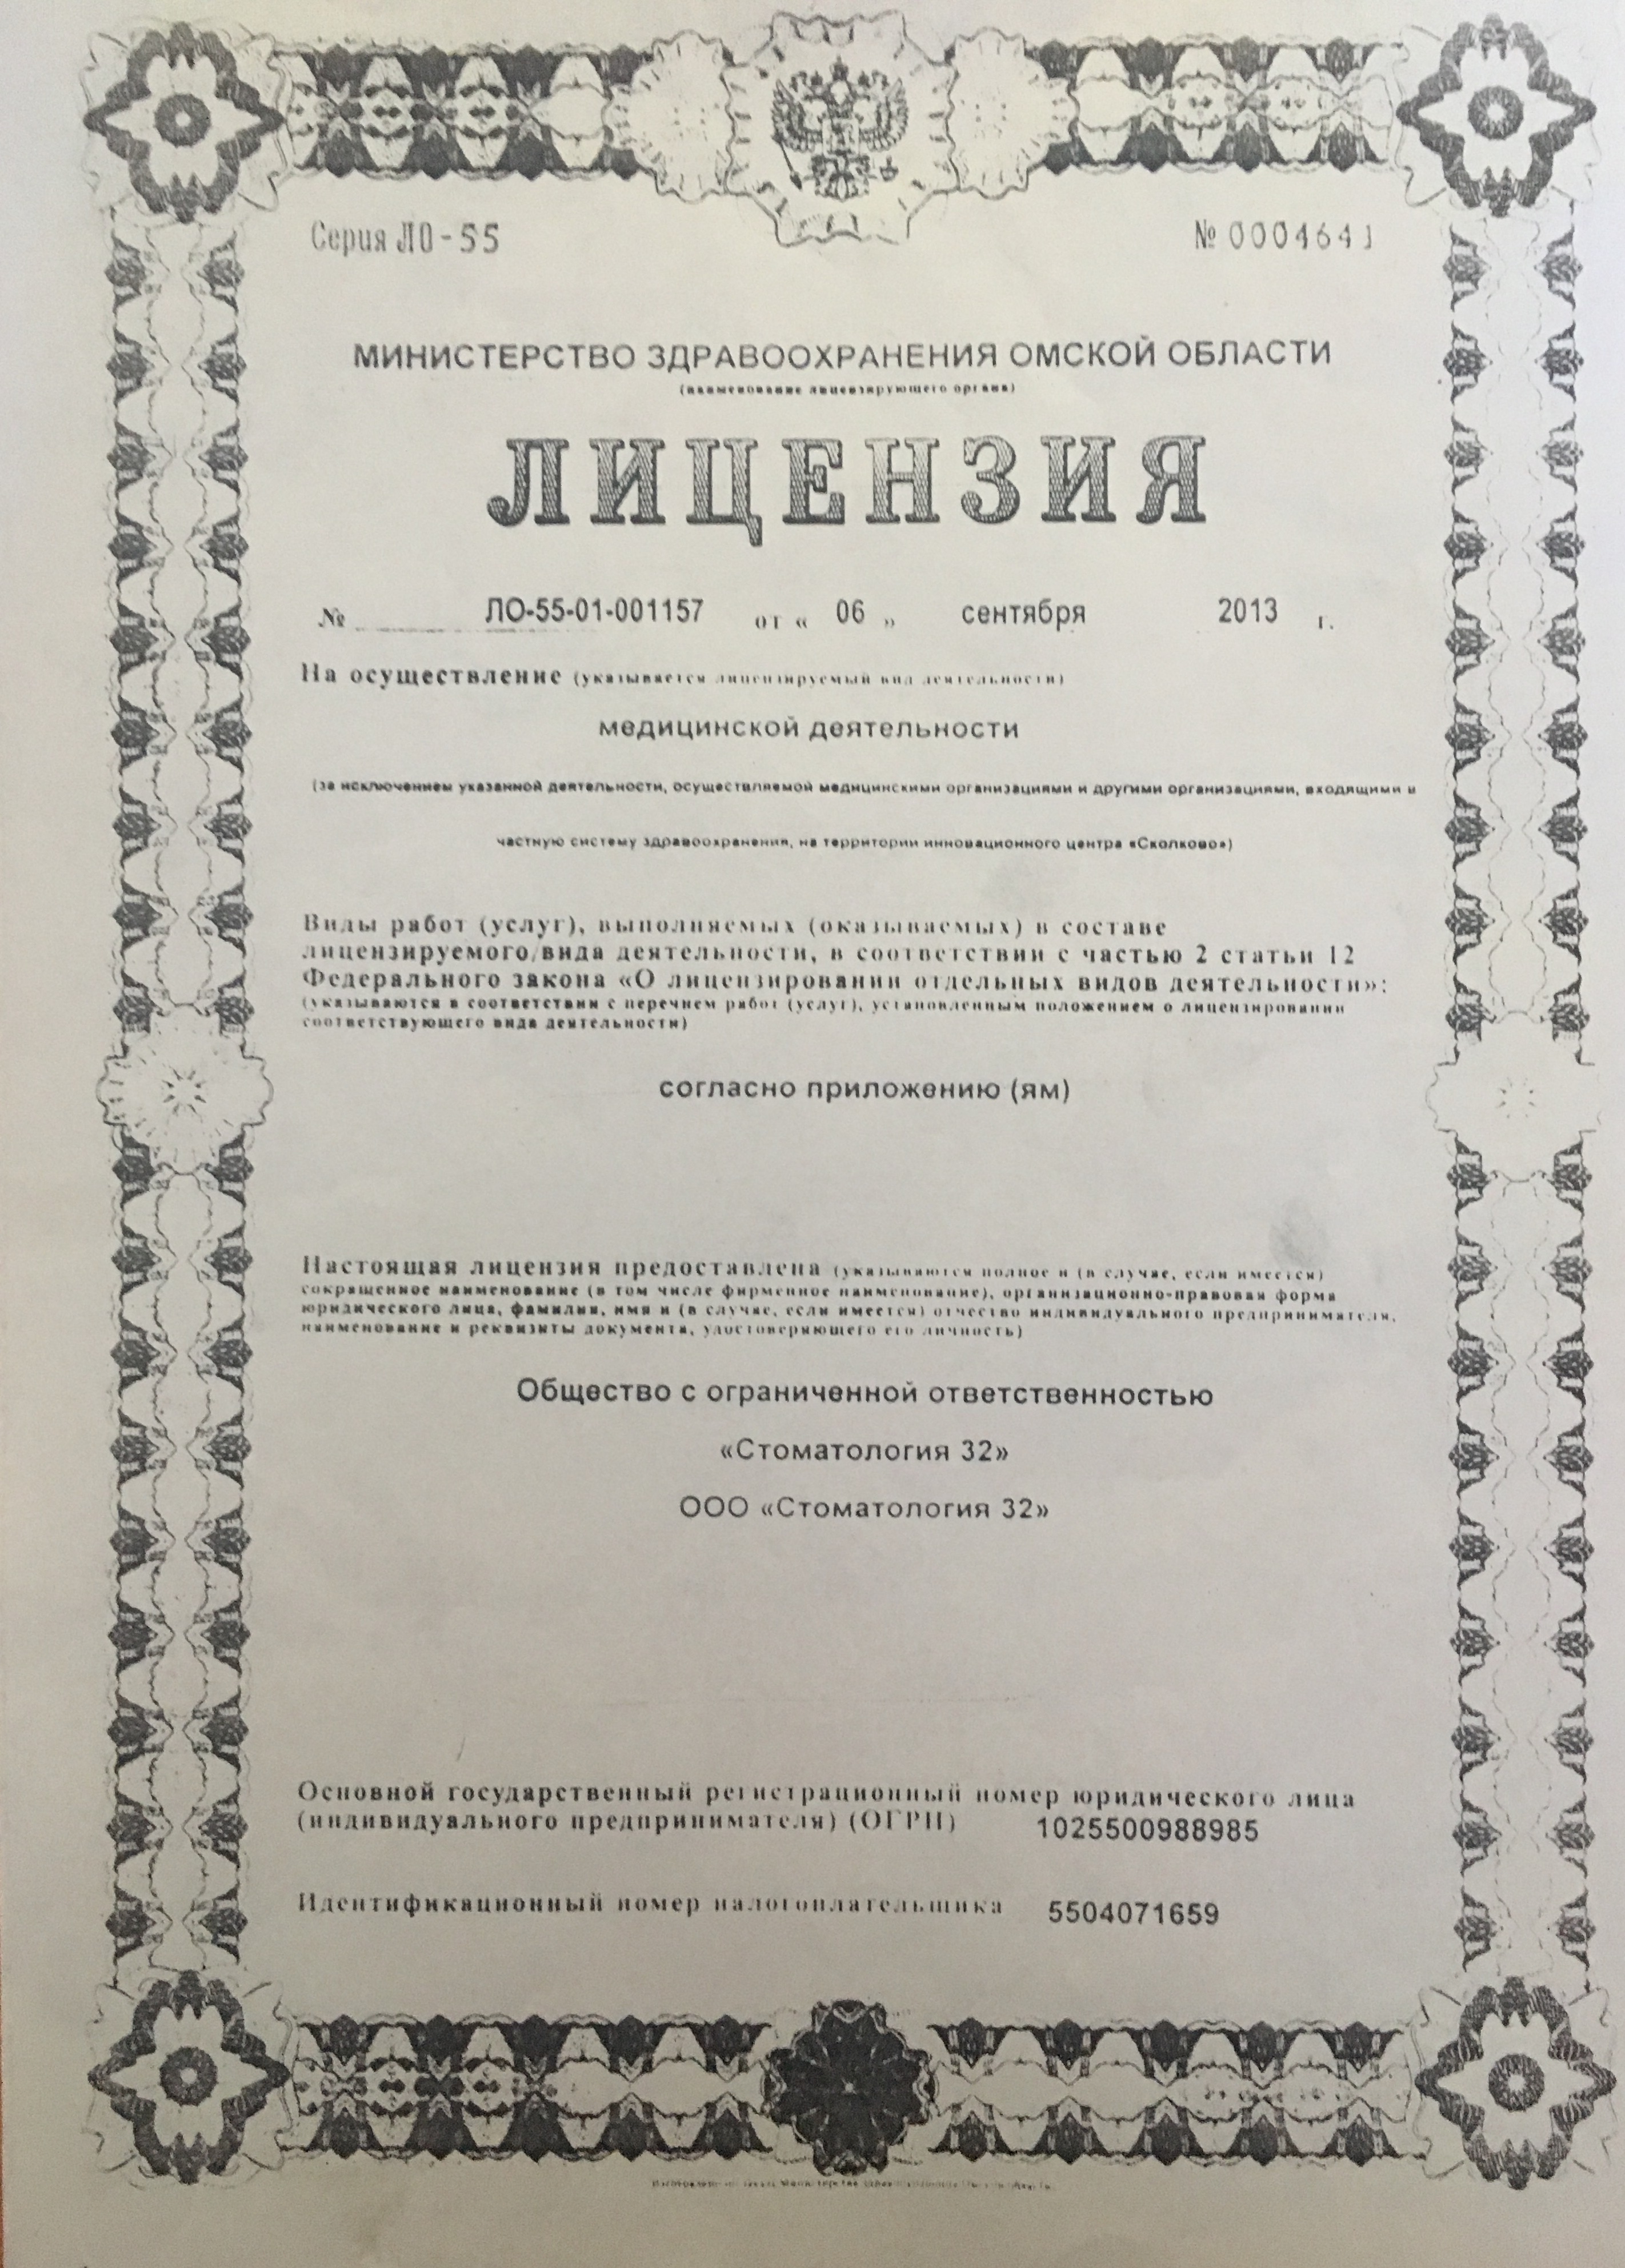 Серия ЛО-55 № 0004641
МИНИСТЕРСТВО ЗДРАВООХРАНЕНИЯ ОМСКОЙ ОБЛАСТИ
(наименование лицензирующего органа)
ЛИЦЕНЗИЯ
№ ЛО-55-01-001157 от « 06 » сентября 2013 г.
На осуществление (указывается лицензируемый вид деятельности)
медицинской деятельности
(за исключением указанной деятельности, осуществляемой медицинскими организациями и другими организациями, входящими в
частную систему здравоохранения, на территории инновационного центра «Сколково»)
Виды работ (услуг), выполняемых (оказываемых) в составе
лицензируемого вида деятельности, в соответствии с частью 2 статьи 12
Федерального закона «О лицензировании отдельных видов деятельности»:
(указываются в соответствии с перечнем работ (услуг), установленным положением о лицензировании
соответствующего вида деятельности)
согласно приложению (ям)
Настоящая лицензия предоставлена (указываются полное и (в случае, если имеется)
сокращенное наименование (в том числе фирменное наименование), организационно-правовая форма
юридического лица, фамилия, имя и (в случае, если имеется) отчество индивидуального предпринимателя,
наименование и реквизиты документа, удостоверяющего его личность)
Общество с ограниченной ответственностью
«Стоматология 32»
ООО «Стоматология 32»
Основной государственный регистрационный номер юридического лица
(индивидуального предпринимателя) (ОГРН) 1025500988985
Идентификационный номер налогоплательщика 5504071659